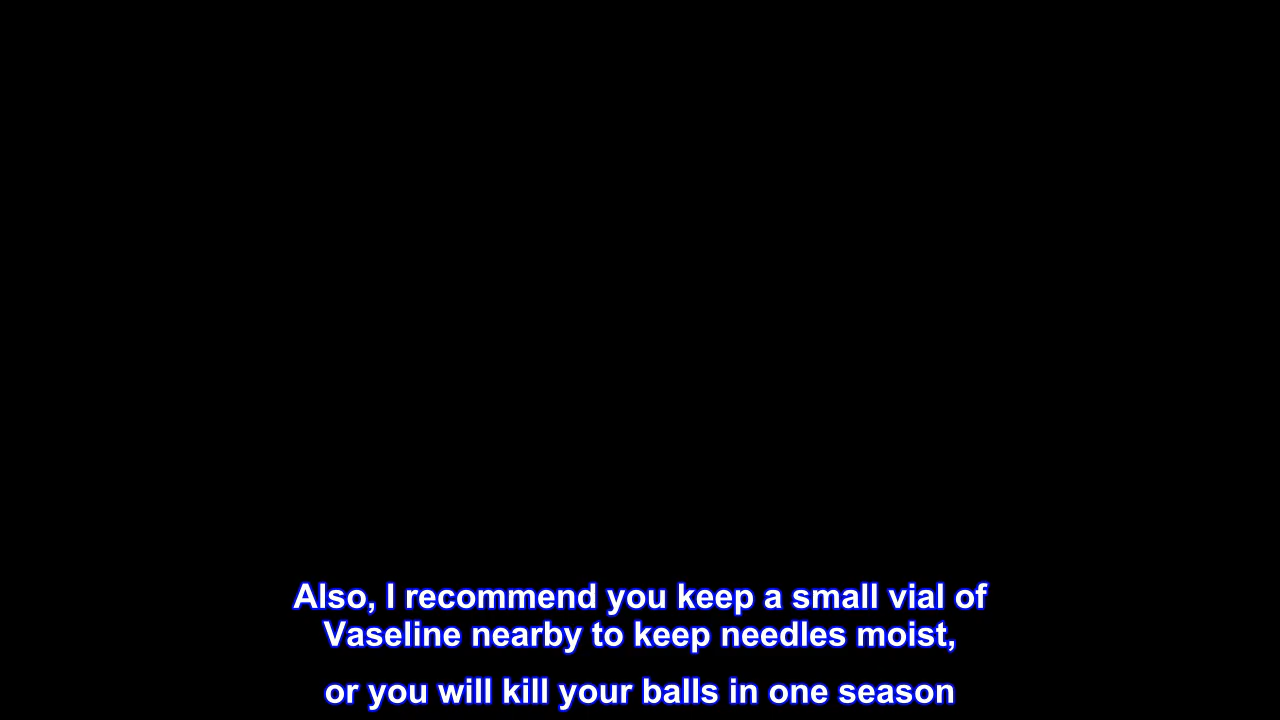 Also, I recommend you keep a small vial of
Vaseline nearby to keep needles moist,
or you will kill your balls in one season